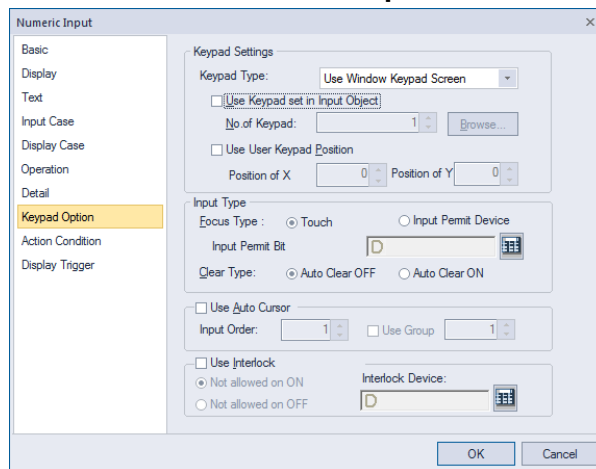 Numeric Input
Basic
Display
Text
Input Case
Display Case
Operation
Detail
Keypad Option
Action Condition
Display Trigger
Keypad Settings
Keypad Type: Use Window Keypad Screen
Use Keypad set in Input Object
No.of Keypad: 1 Browse...
Use User Keypad Position
Position of X 0 Position of Y 0
Input Type
Focus Type : Touch Input Permit Device
Input Permit Bit D
Clear Type: Auto Clear OFF Auto Clear ON
Use Auto Cursor
Input Order: 1 Use Group 1
Use Interlock
Not allowed on ON Interlock Device:
Not allowed on OFF D
OK Cancel